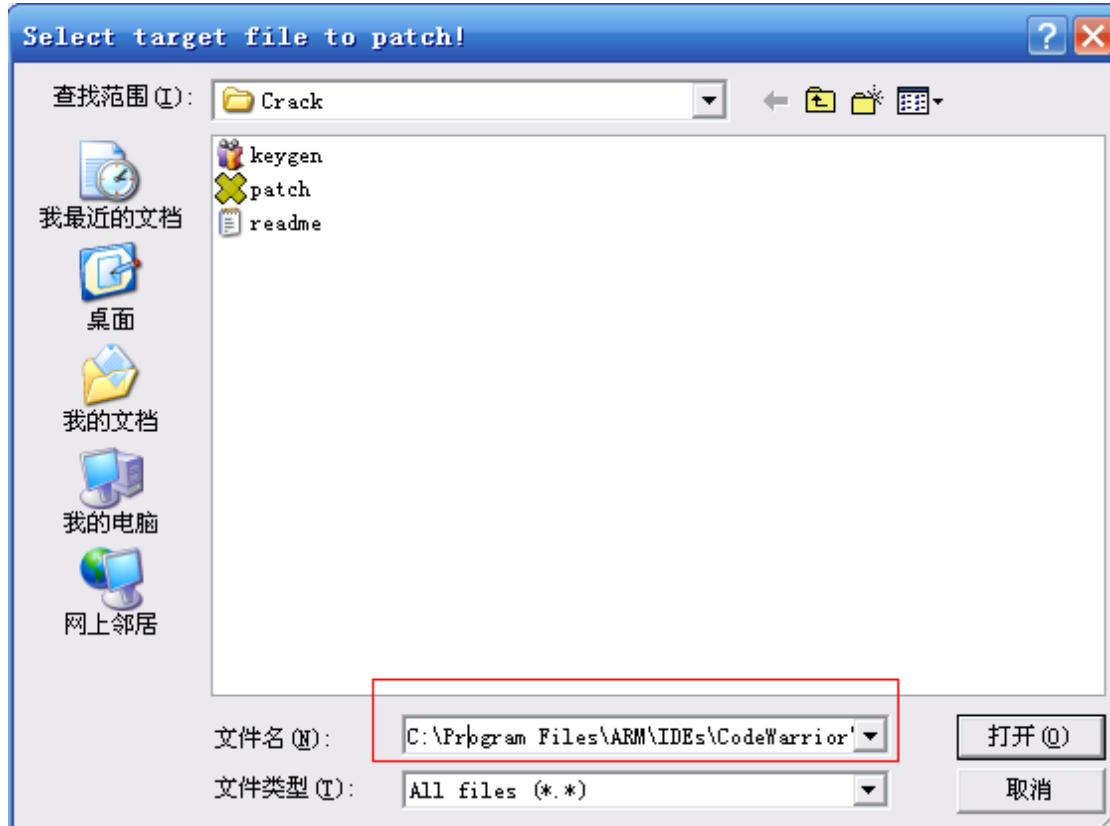 Select target file to patch!
查找范围(I):
Crack
keygen
patch
readme
我最近的文档
桌面
我的文档
我的电脑
网上邻居
文件名(N):
C:\Program Files\ARM\IDEs\CodeWarrior
打开(O)
文件类型(T):
All files (*.*)
取消